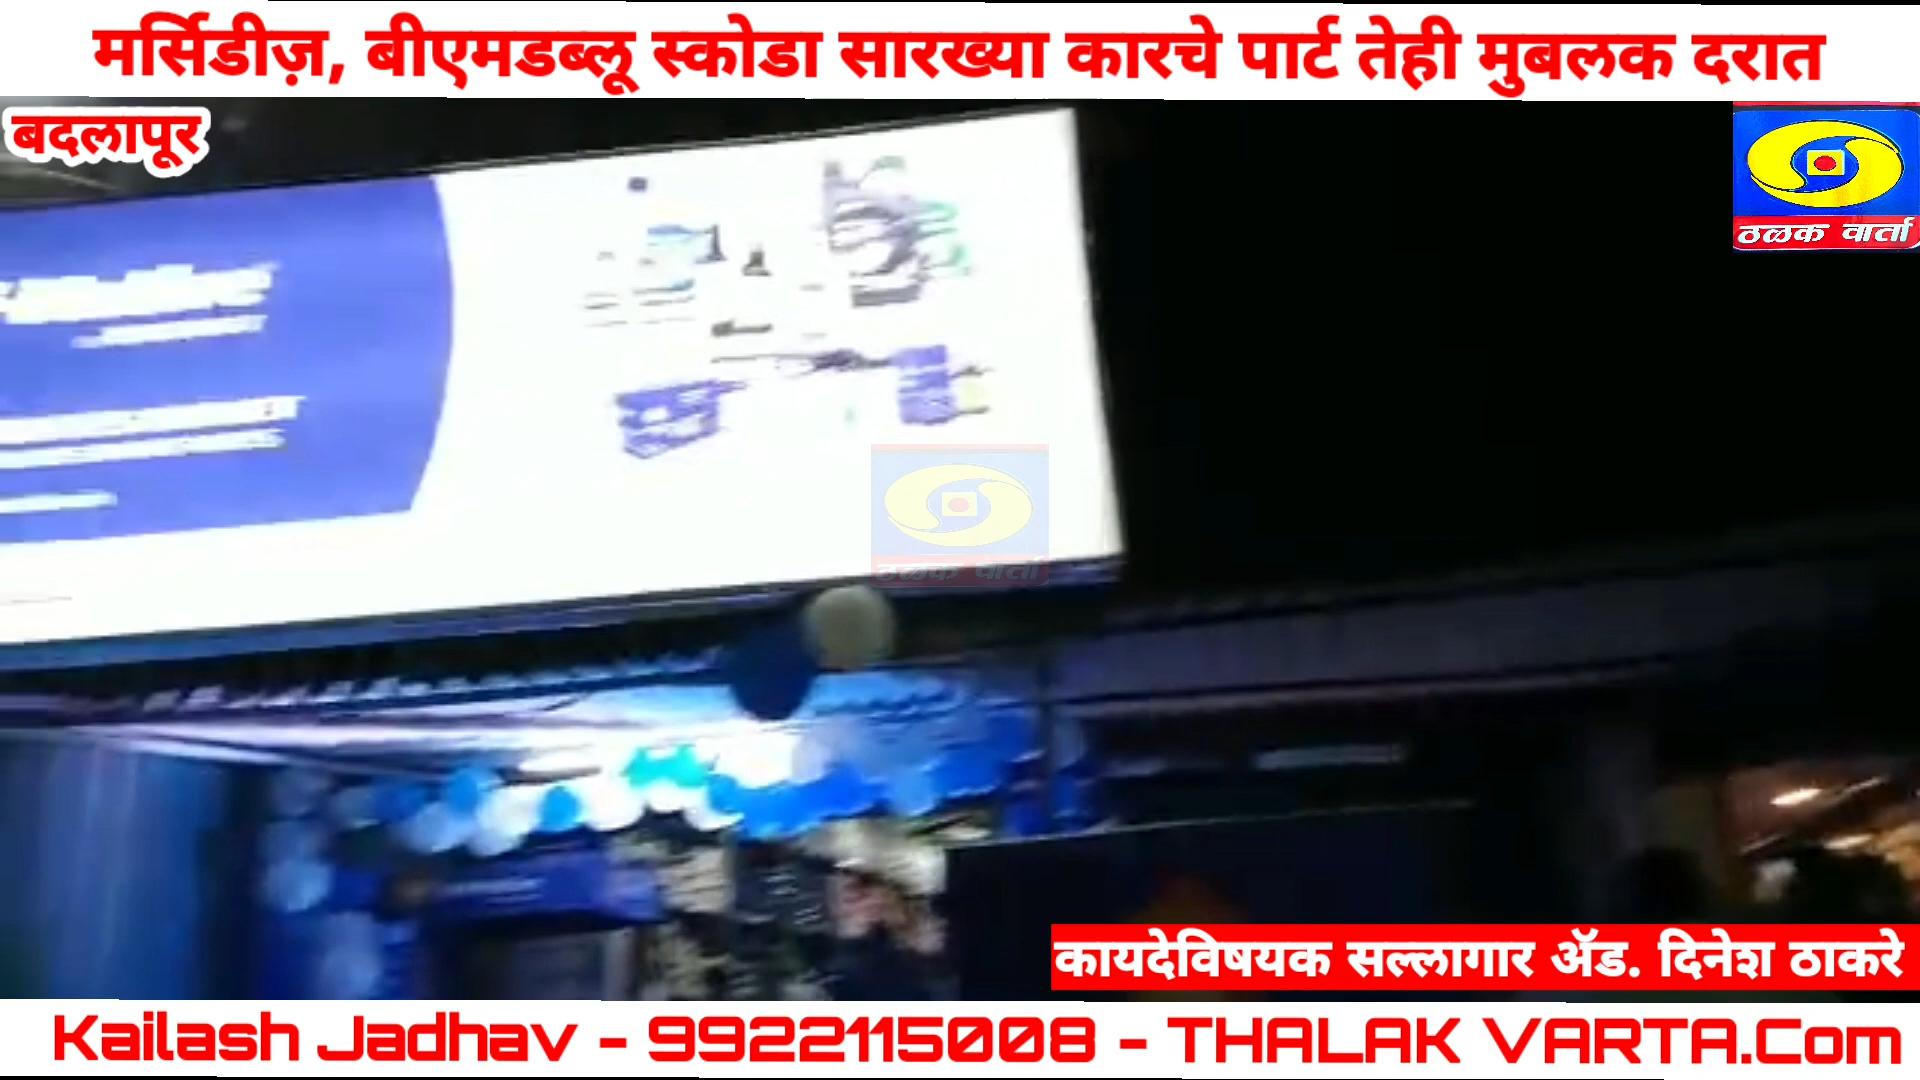 मर्सिडीज़, बीएमडब्लू स्कोडा सारख्या कारचे पार्ट तेही मुबलक दरात
बदलापूर
ठळक वार्ता
ठळक वार्ता
कायदेविषयक सल्लागार ॲड. दिनेश ठाकरे
Kailash Jadhav - 9922115008 - THALAK VARTA.Com